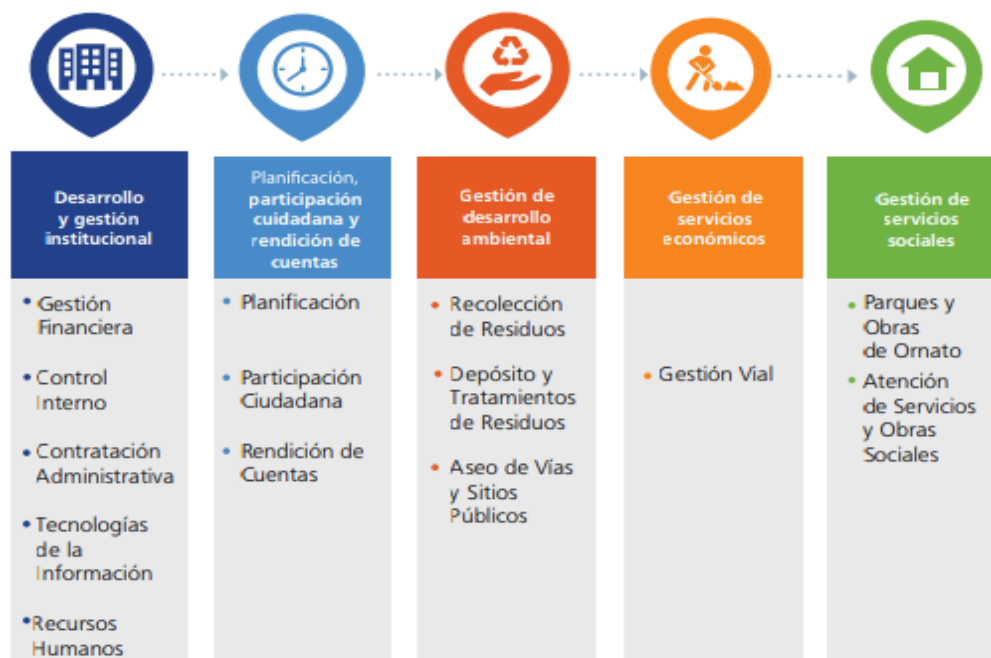 Desarrollo
y gestión
institucional
Gestión
Financiera
Control
Interno
Contratación
Administrativa
Tecnologías
de la
Información
Recursos
Humanos
Planificación,
participación
cuidadana y
rendición de
cuentas
Planificación
Participación
Ciudadana
Rendición de
Cuentas
Gestión de
desarrollo
ambiental
Recolección
de Residuos
Depósito y
Tratamientos
de Residuos
Aseo de Vías
y Sitios
Públicos
Gestión de
servicios
económicos
Gestión Vial
Gestión de
servicios
sociales
Parques y
Obras
de Ornato
Atención
de Servicios
y Obras
Sociales